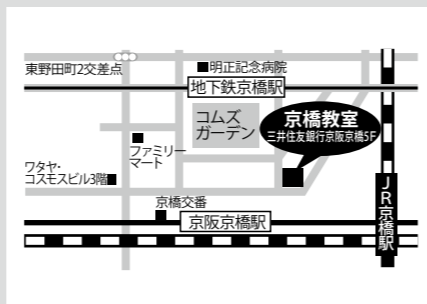 東野田町2交差点
明正記念病院
地下鉄京橋駅
コムズ
ガーデン
京橋教室
三井住友銀行京阪京橋5F
ファミリー
マート
ワタヤ・
コスモスビル3階
京橋交番
京阪京橋駅
JR京橋駅